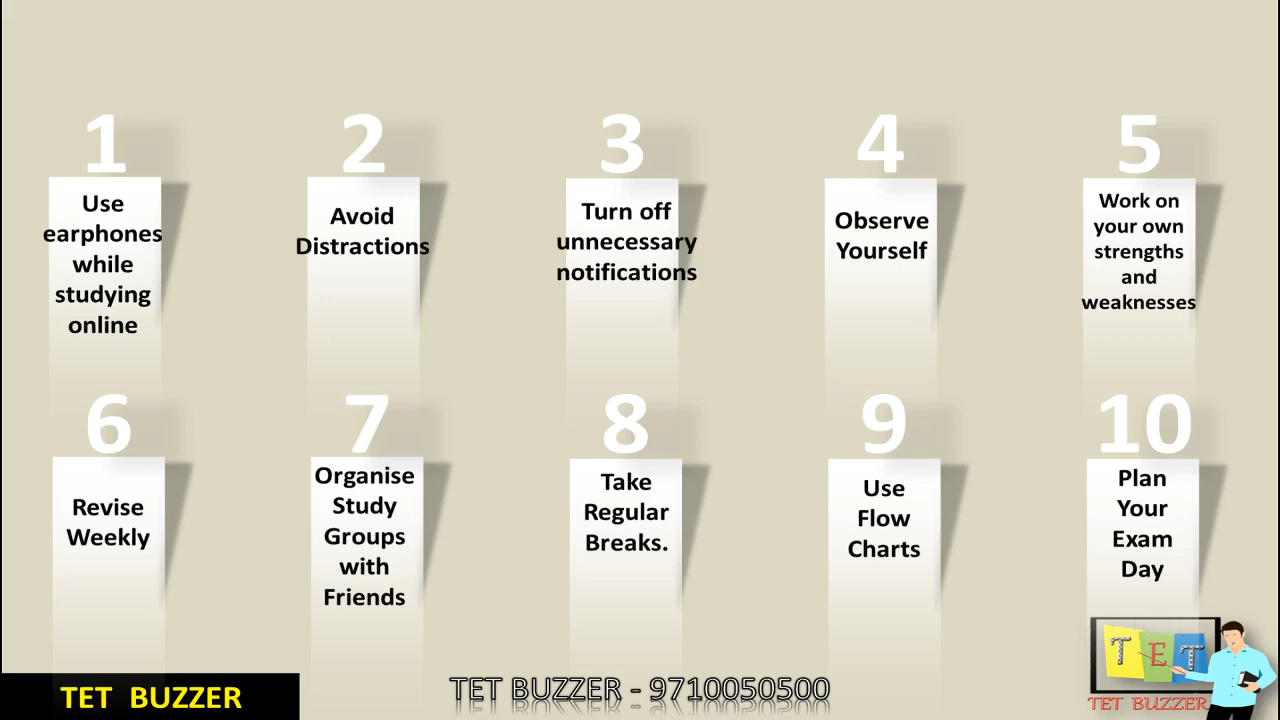 1
Use
earphones
while
studying
online
2
Avoid
Distractions
3
Turn off
unnecessary
notifications
4
Observe
Yourself
5
Work on
your own
strengths
and
weaknesses
6
Revise
Weekly
7
Organise
Study
Groups
with
Friends
8
Take
Regular
Breaks.
9
Use
Flow
Charts
10
Plan
Your
Exam
Day
TET BUZZER
TET BUZZER - 9710050500
TET
TET BUZZER